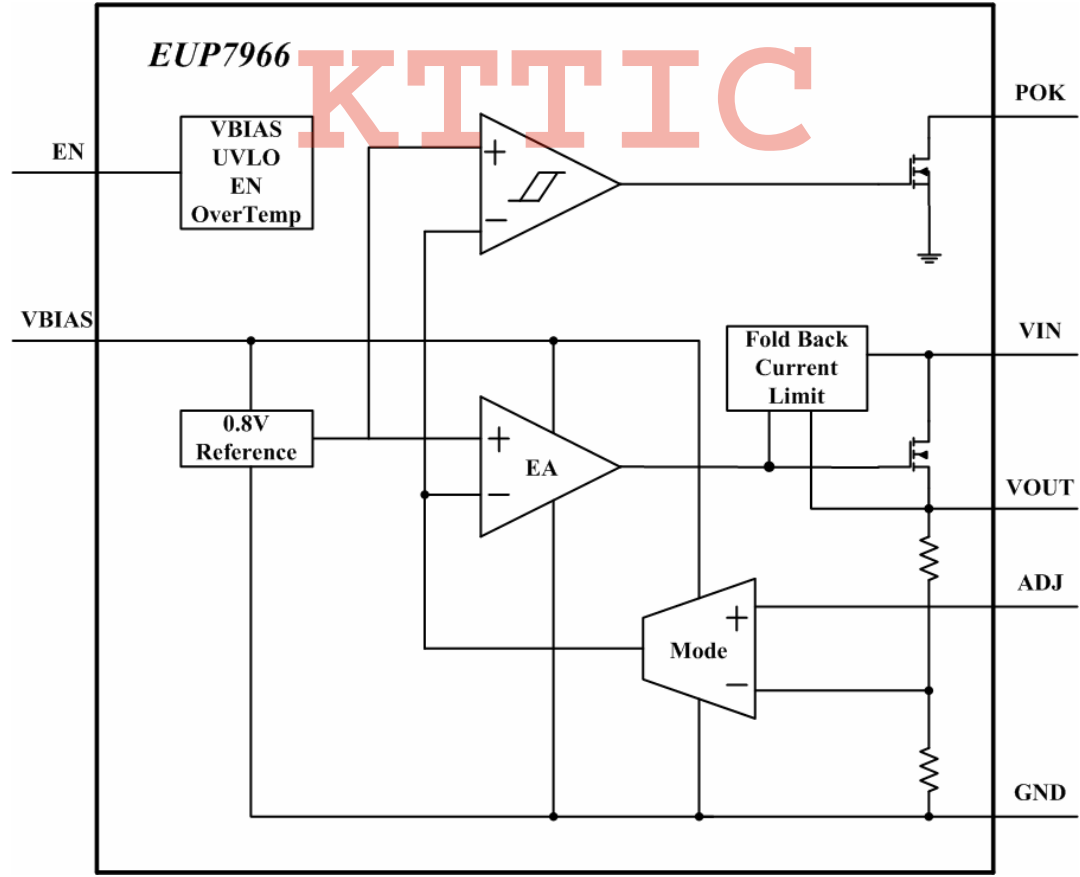 EUP7966
KTTIC
POK
EN
VBIAS
UVLO
EN
OverTemp
+
−
VBIAS
VIN
Fold Back
Current
Limit
0.8V
Reference
+
EA
−
VOUT
ADJ
+
Mode
−
GND